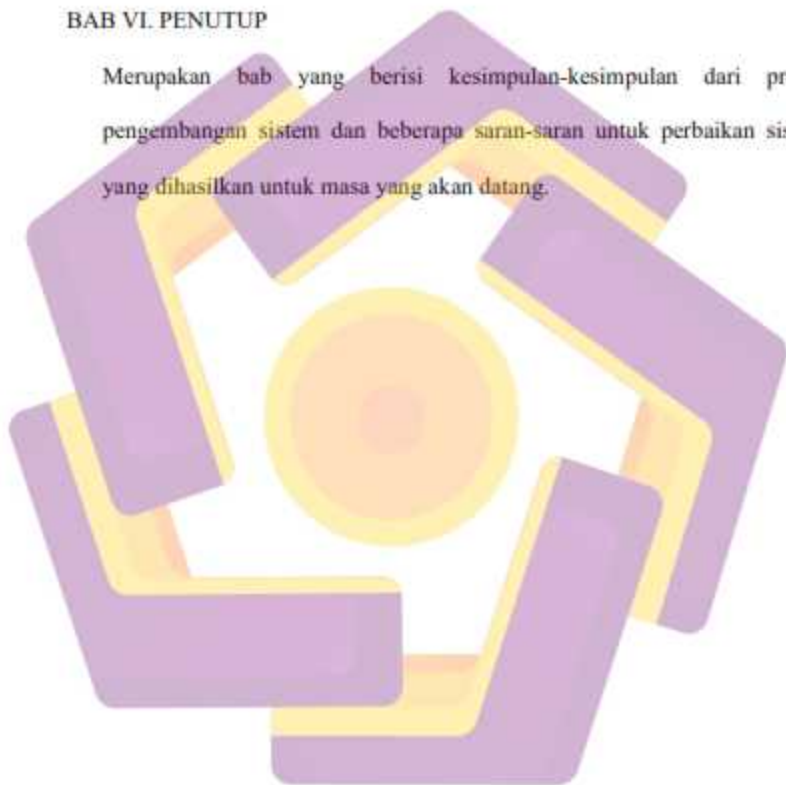 BAB VI. PENUTUP
Merupakan bab yang berisi kesimpulan-kesimpulan dari
pengembangan sistem dan beberapa saran-saran untuk perbaikan
yang dihasilkan untuk masa yang akan datang.